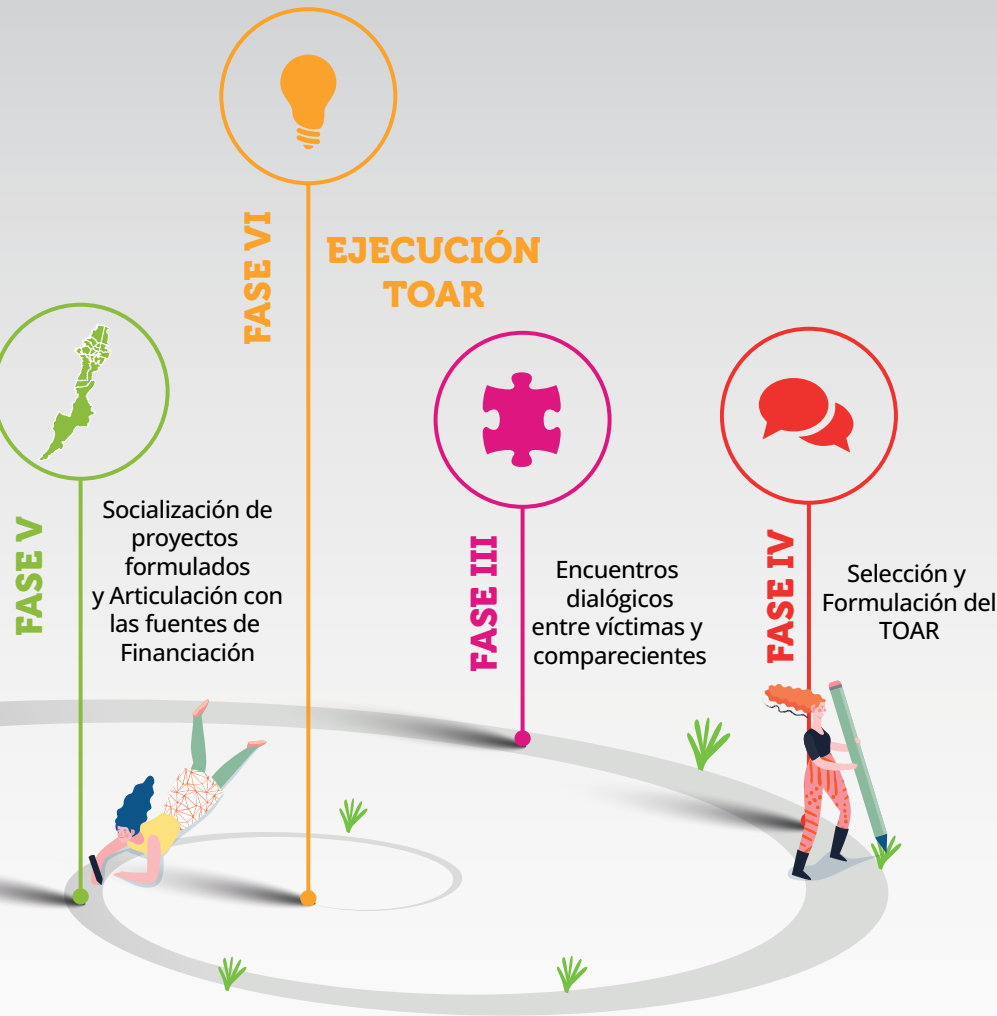 FASE VI
EJECUCIÓN
TOAR
FASE V
Socialización de
proyectos
formulados
y Articulación con
las fuentes de
Financiación
FASE III
Encuentros
dialógicos
entre víctimas y
comparecientes
FASE IV
Selección y
Formulación del
TOAR